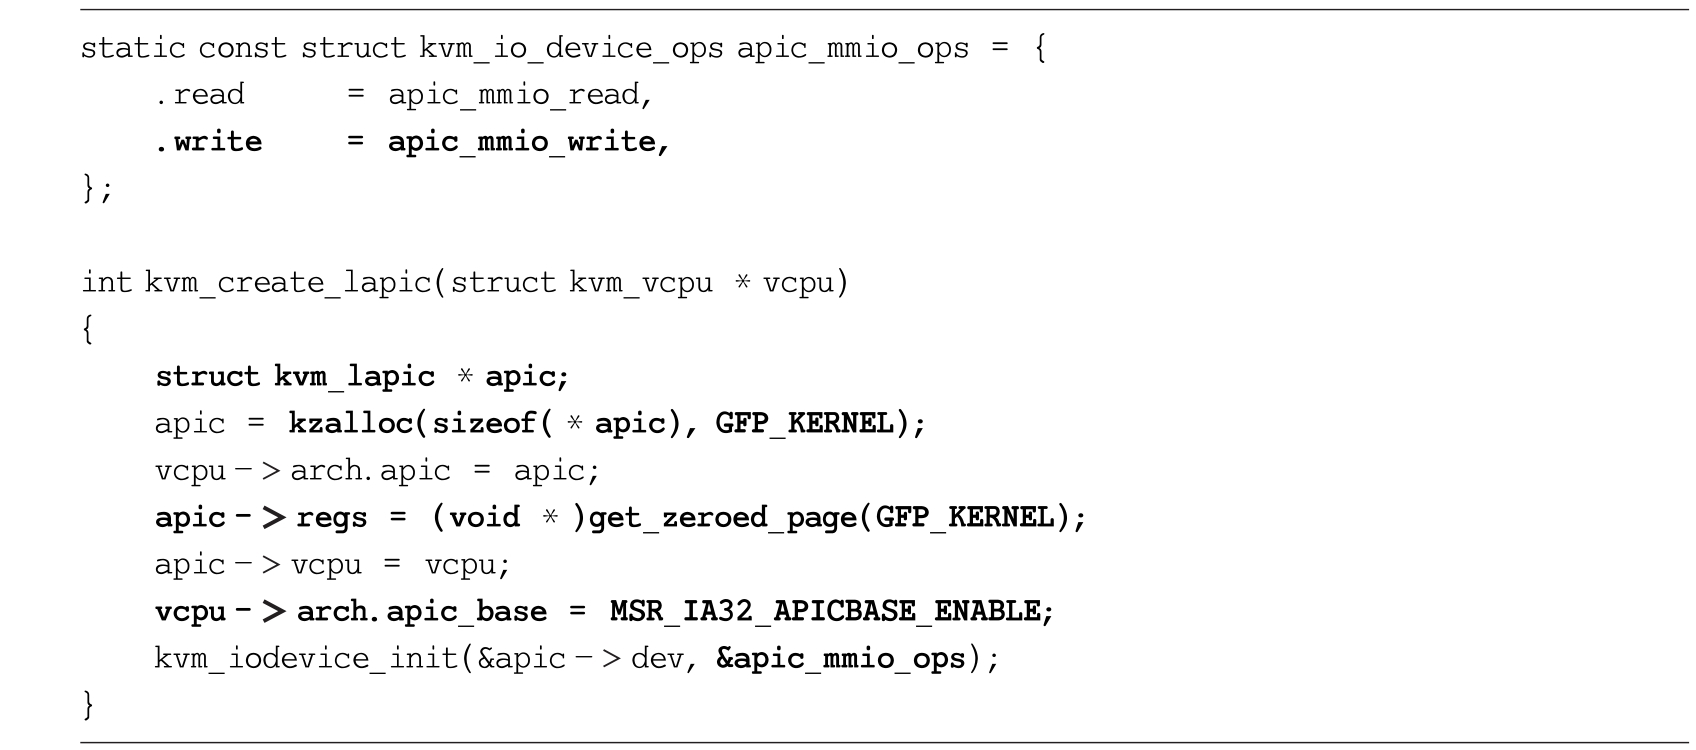 static const struct kvm_io_device_ops apic_mmio_ops = {
    .read     = apic_mmio_read,
    .write    = apic_mmio_write,
};
int kvm_create_lapic(struct kvm_vcpu * vcpu)
{
    struct kvm_lapic * apic;
    apic = kzalloc(sizeof( * apic), GFP_KERNEL);
    vcpu -> arch.apic = apic;
    apic -> regs = (void * )get_zeroed_page(GFP_KERNEL);
    apic -> vcpu = vcpu;
    vcpu -> arch.apic_base = MSR_IA32_APICBASE_ENABLE;
    kvm_iodevice_init(&apic -> dev, &apic_mmio_ops);
}